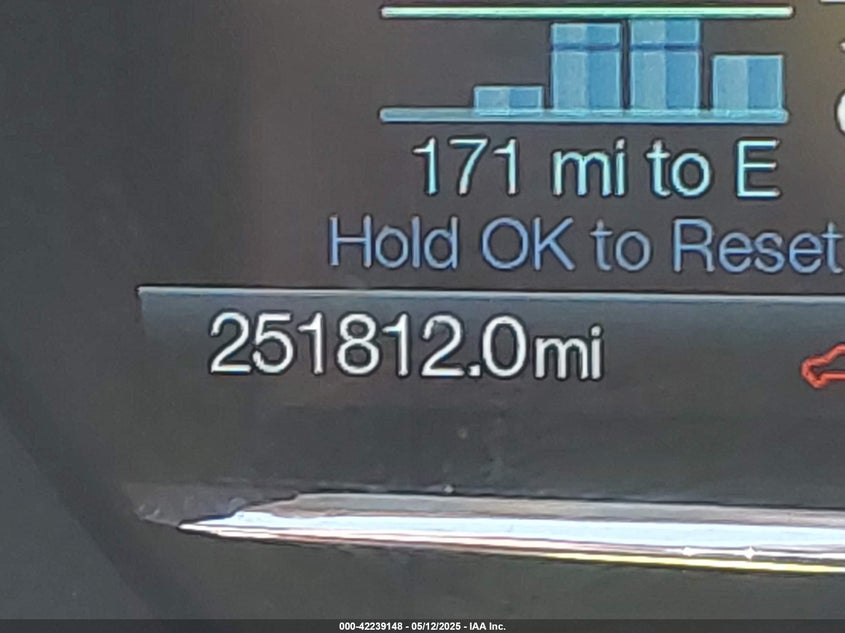 171 mi to E
Hold OK to Reset
251812.0mi
000-42239148 - 05/12/2025 - IAA Inc.